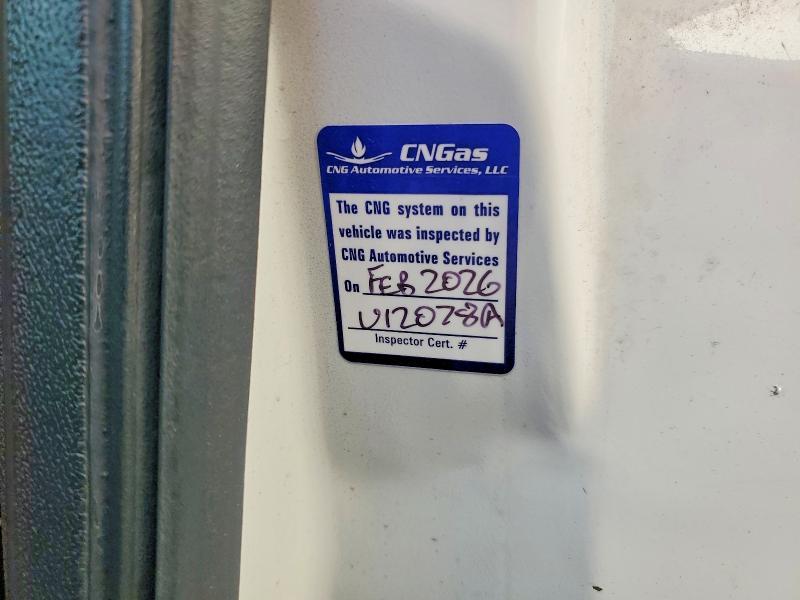 CNGas
CNG Automotive Services, LLC
The CNG system on this
vehicle was inspected by
CNG Automotive Services
On FEB 2026
V12078A
Inspector Cert. #